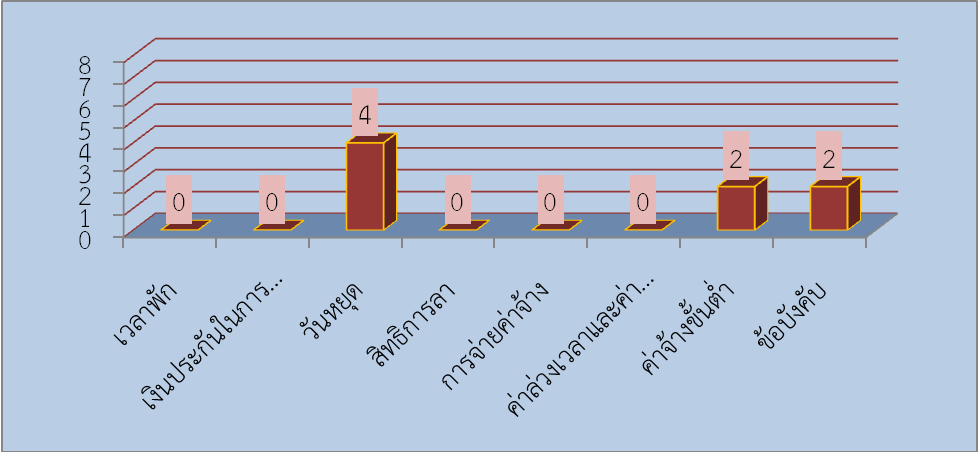 8
7
6
5
4
3
2
1
0
0
0
4
0
0
0
2
2
เวลาพัก
เงินประกันในการ...
วันหยุด
สิทธิการลา
การจ่ายค่าจ้าง
ค่าล่วงเวลาและค่า...
ค่าจ้างขั้นต่ำ
ข้อบังคับ